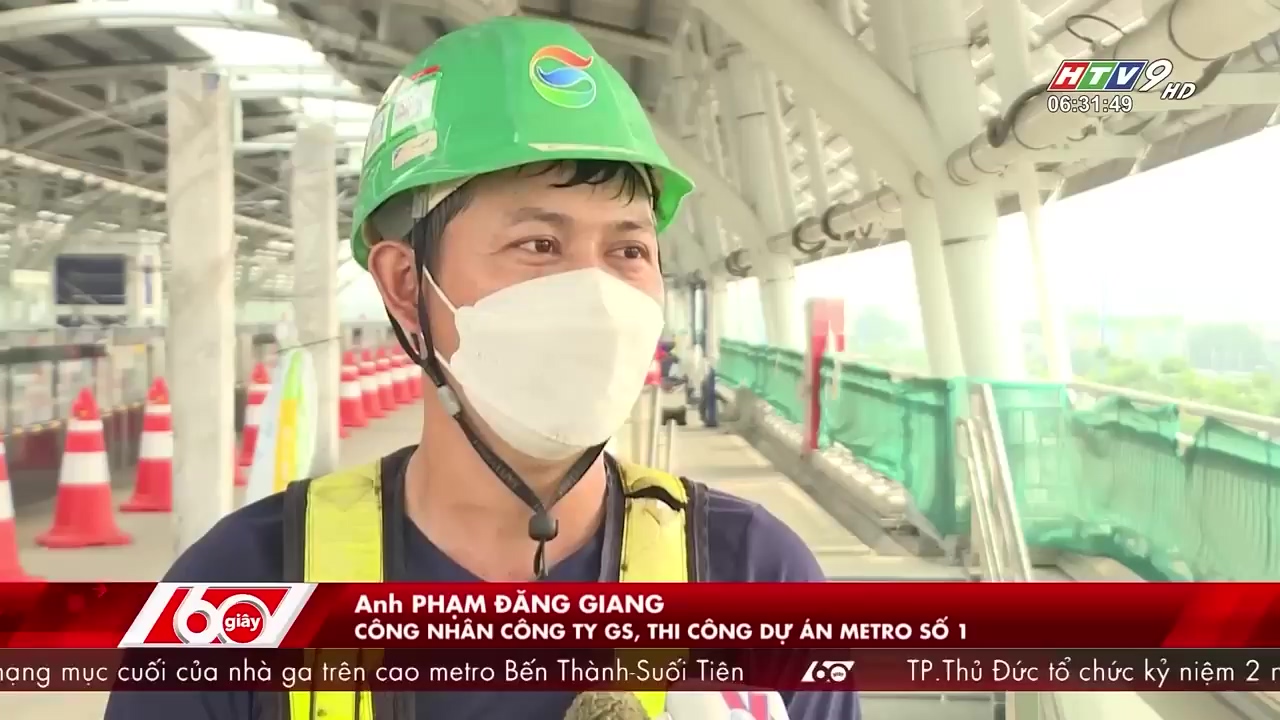 HTV9 HD
06:31:49
60 giây
Anh PHẠM ĐĂNG GIANG
CÔNG NHÂN CÔNG TY GS, THI CÔNG DỰ ÁN METRO SỐ 1
mục cuối của nhà ga trên cao metro Bến Thành-Suối Tiên
60 giây
TP.Thủ Đức tổ chức kỷ niệm 2